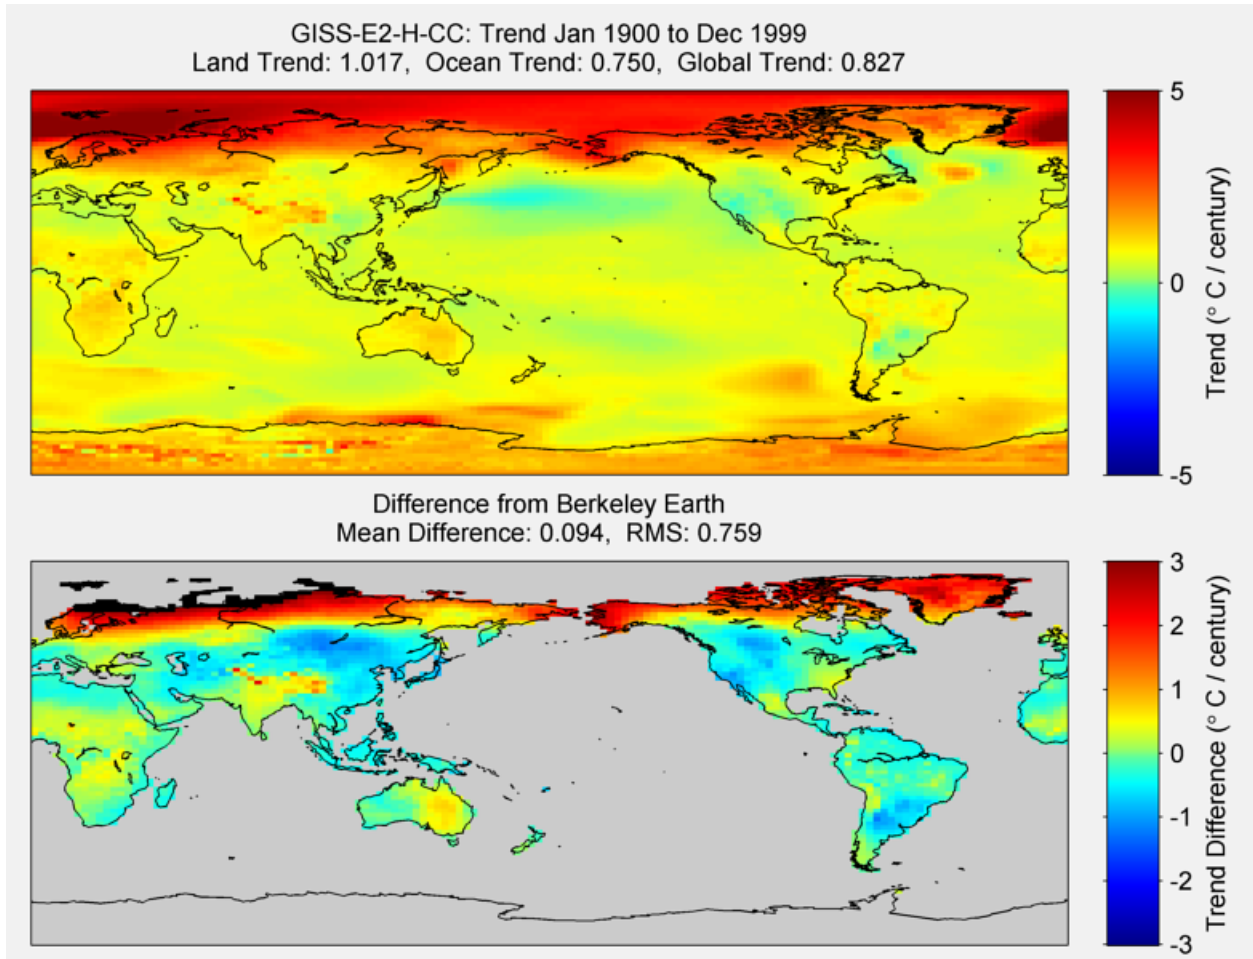 GISS-E2-H-CC: Trend Jan 1900 to Dec 1999
Land Trend: 1.017,  Ocean Trend: 0.750,  Global Trend: 0.827
5
0
-5
Trend (° C / century)
Difference from Berkeley Earth
Mean Difference: 0.094,  RMS: 0.759
3
2
1
0
-1
-2
-3
Trend Difference (° C / century)